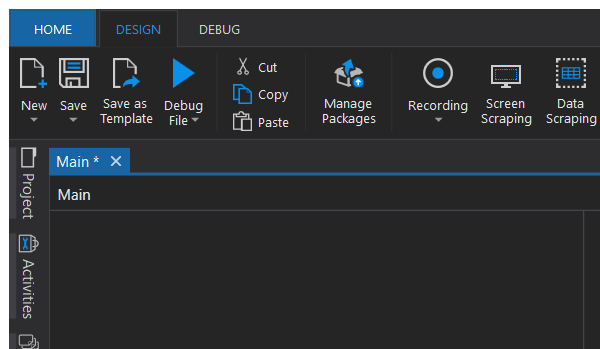 HOME DESIGN DEBUG
New
Save
Save as
Template
Debug
File
Cut
Copy
Paste
Manage
Packages
Recording
Screen
Scraping
Data
Scraping
Project
Main *
Main
Activities